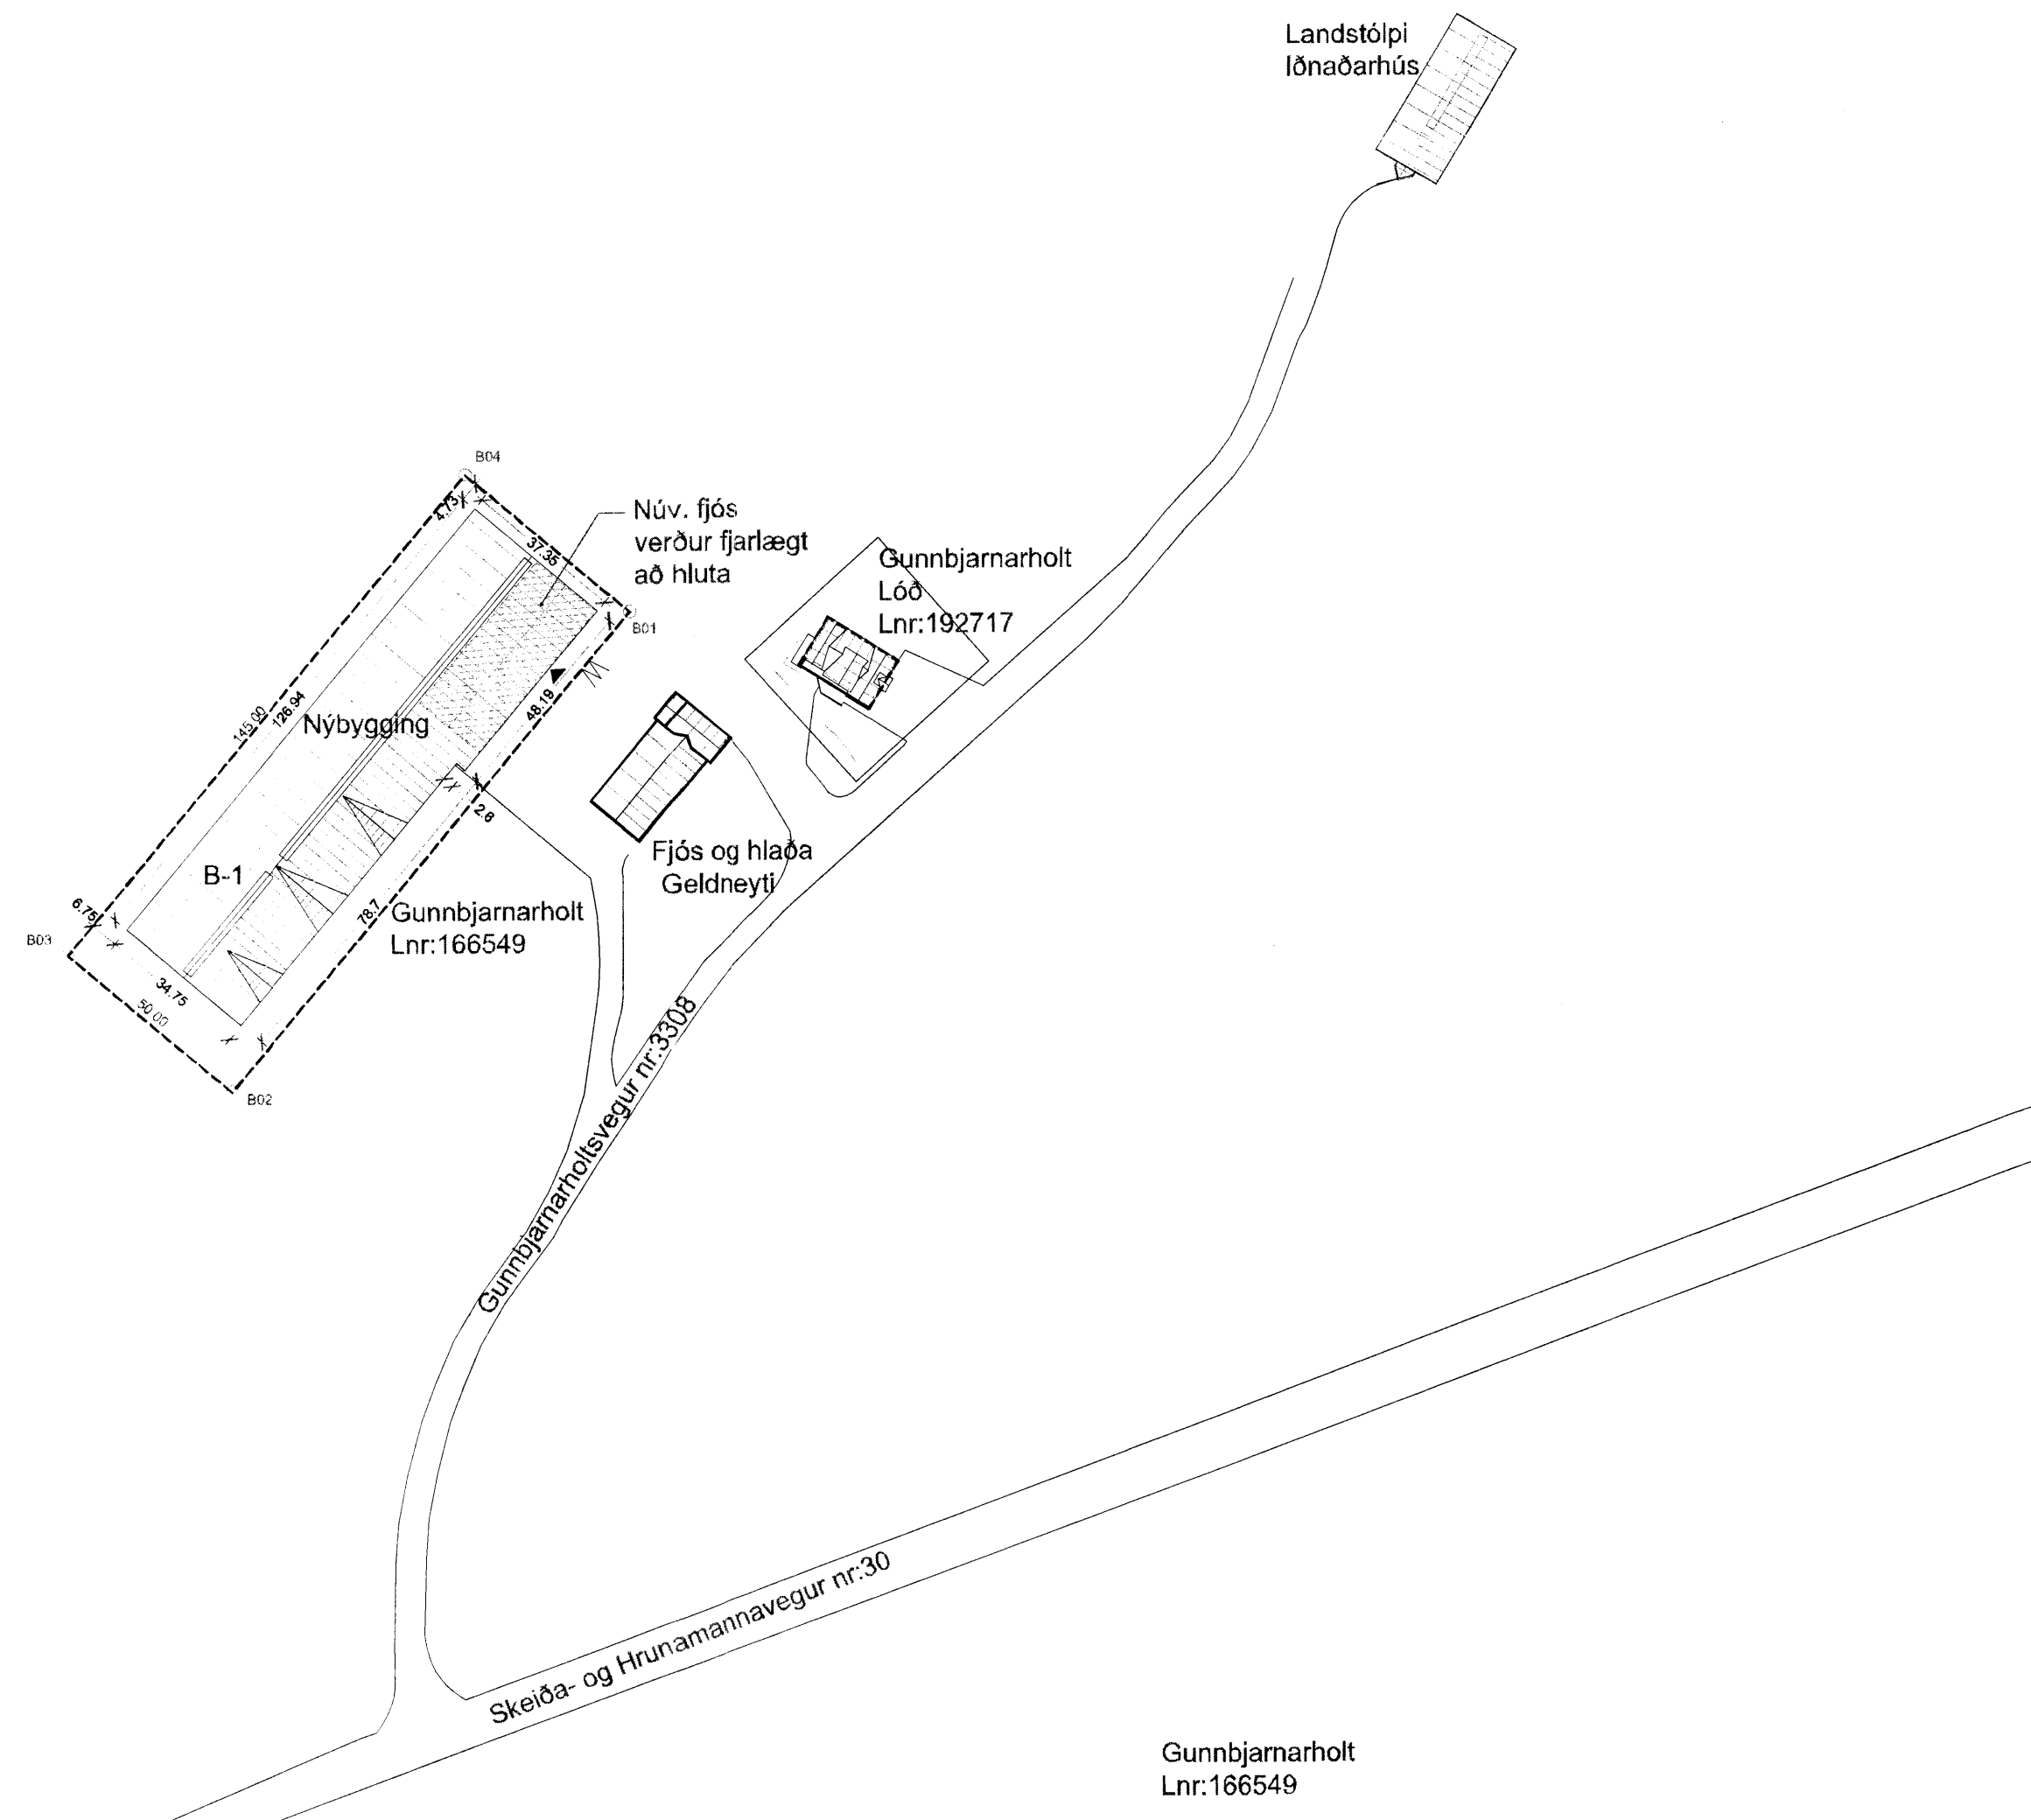 Landstólpi
Iðnaðarhús
B04
4.73
37.35
Núv. fjós
verður fjarlægt
að hluta
B01
Gunnbjarnarholt
Lóð
Lnr:192717
145.00
126.94
Nýbygging
48.19
2.6
B-1
Fjós og hlaða
Geldneyti
6.75
78.7
Gunnbjarnarholt
Lnr:166549
B03
34.75
50.00
B02
Gunnbjarnarholtsvegur nr:3308
Skeiða- og Hrunamannavegur nr:30
Gunnbjarnarholt
Lnr:166549